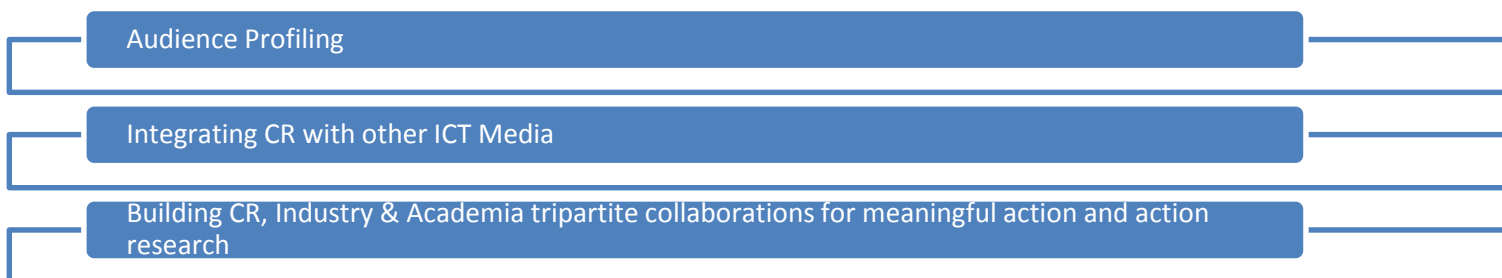 Audience Profiling
Integrating CR with other ICT Media
Building CR, Industry & Academia tripartite collaborations for meaningful action and action
research